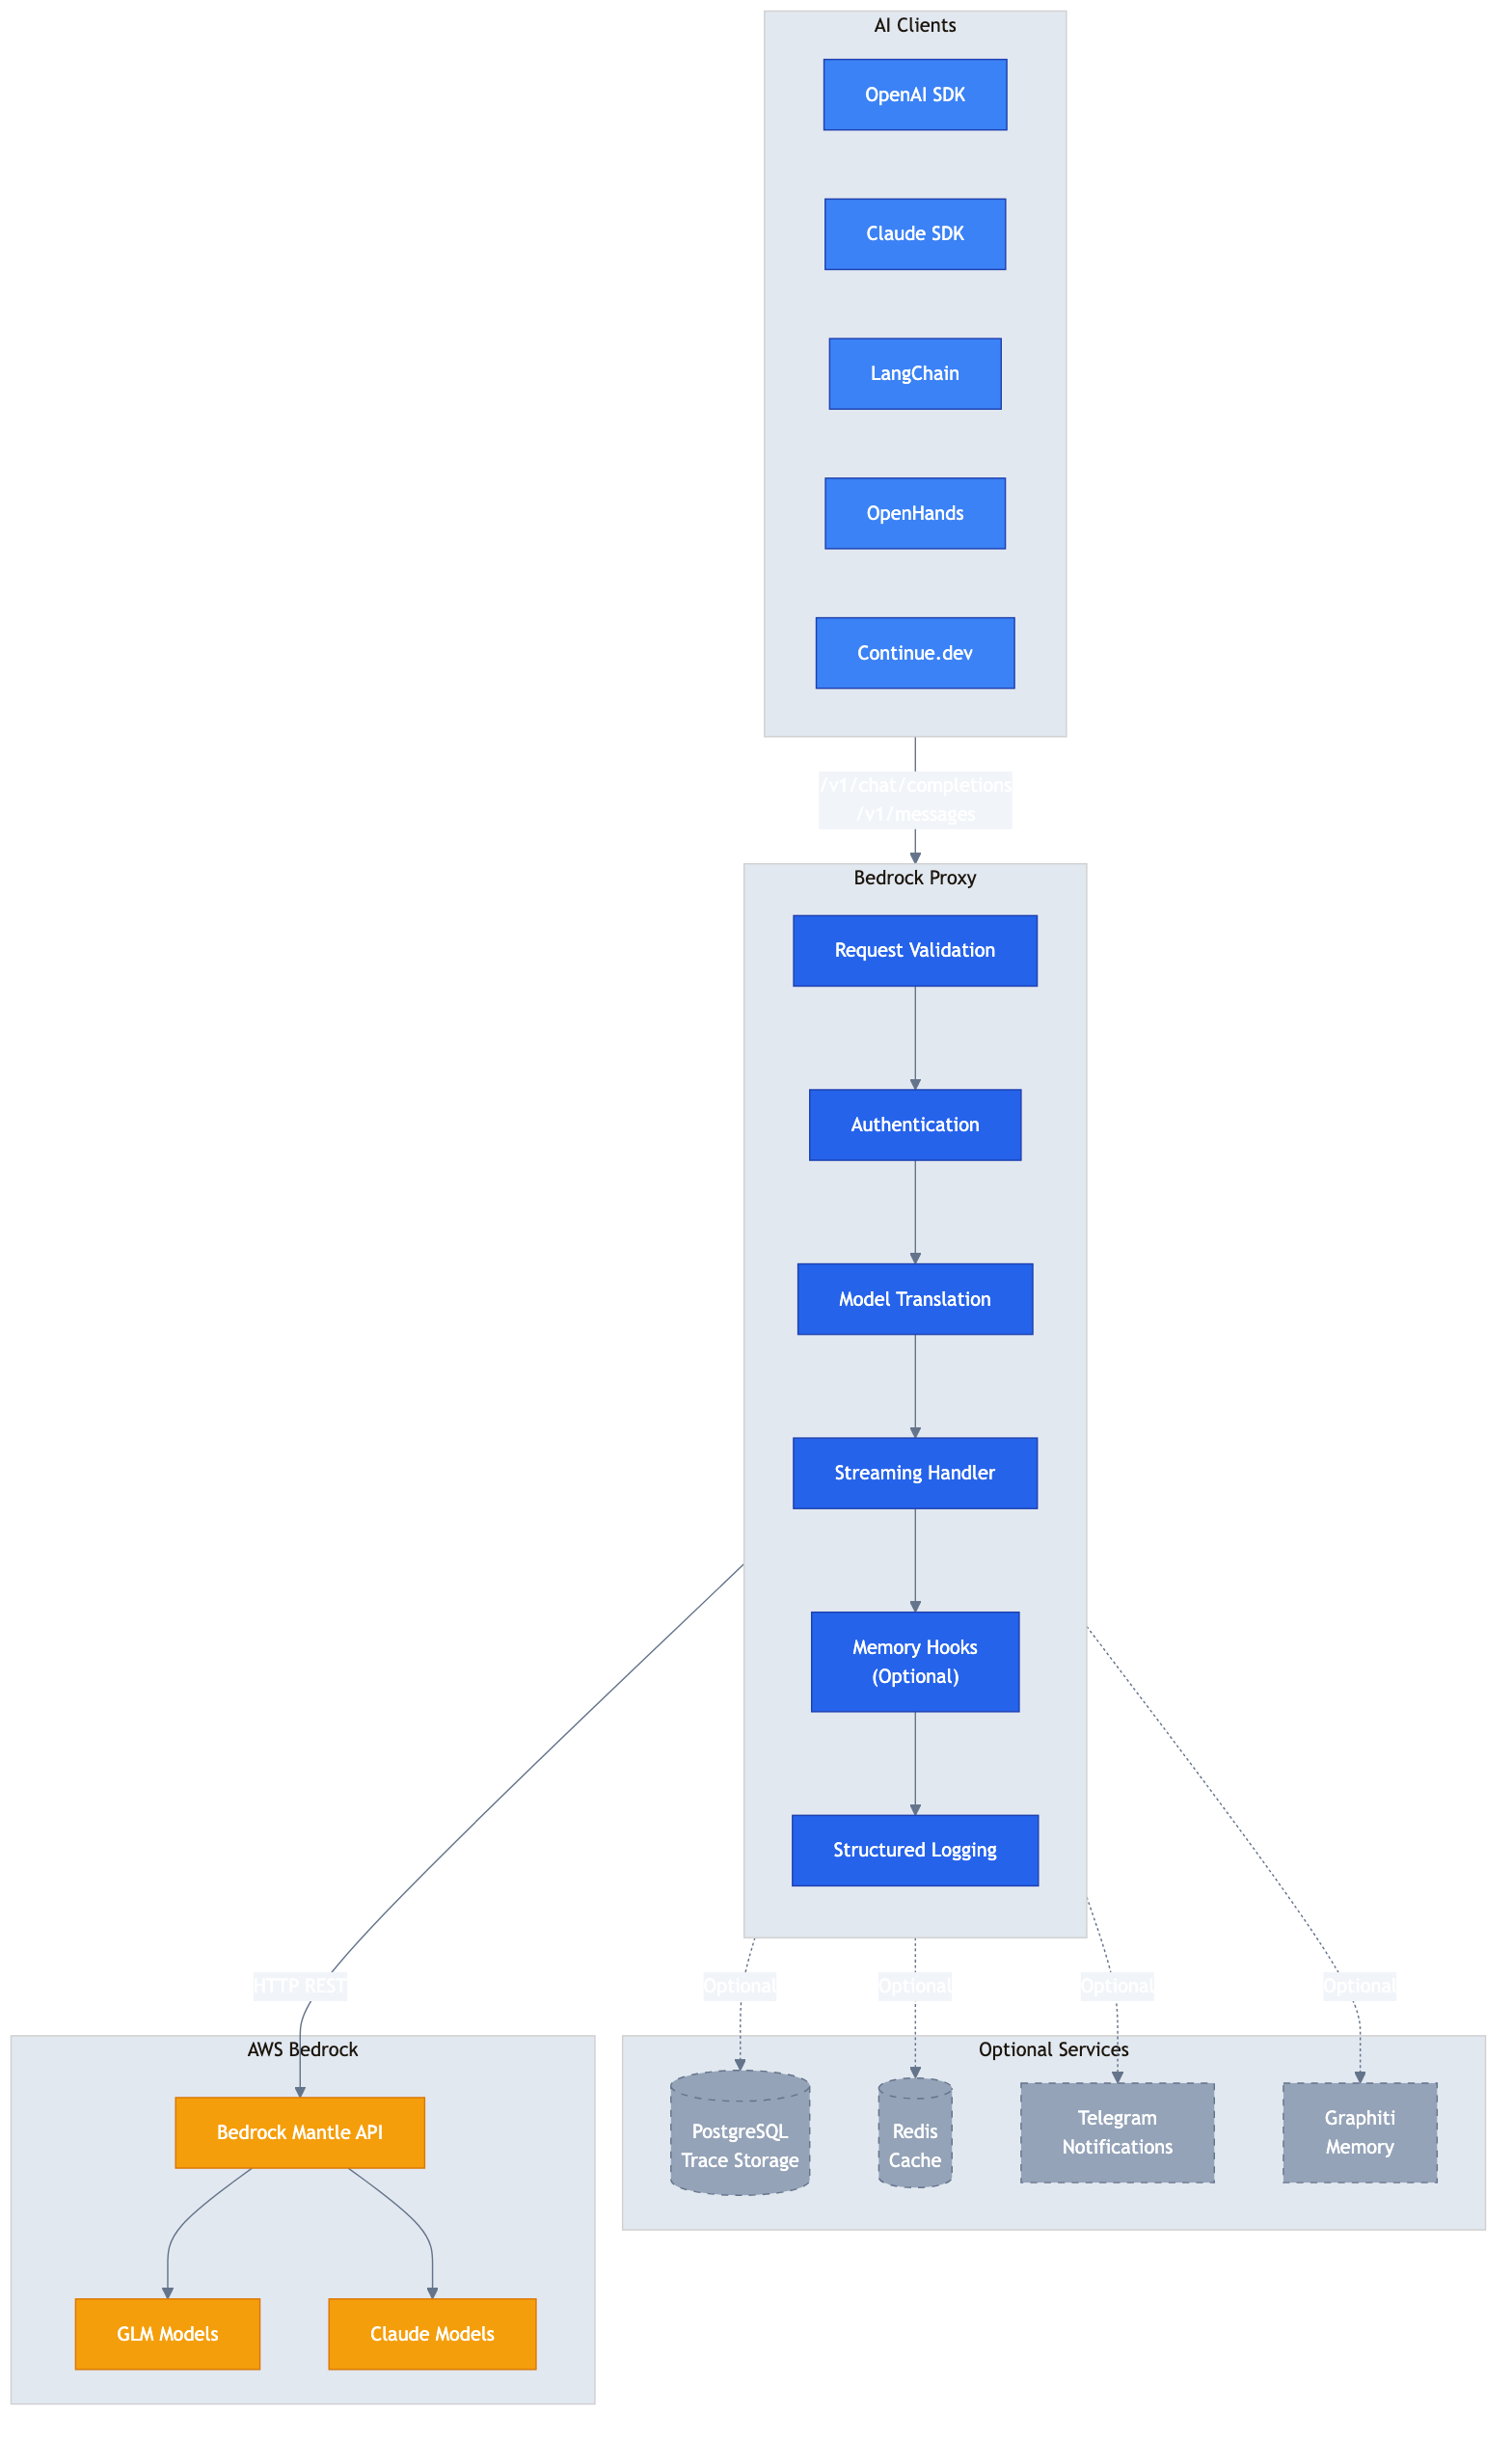 AI Clients
OpenAI SDK
Claude SDK
LangChain
OpenHands
Continue.dev
/v1/chat/completions
/v1/messages
Bedrock Proxy
Request Validation
Authentication
Model Translation
Streaming Handler
Memory Hooks
(Optional)
Structured Logging
HTTP REST
Optional
Optional
Optional
Optional
AWS Bedrock
Bedrock Mantle API
GLM Models
Claude Models
Optional Services
PostgreSQL
Trace Storage
Redis
Cache
Telegram
Notifications
Graphiti
Memory